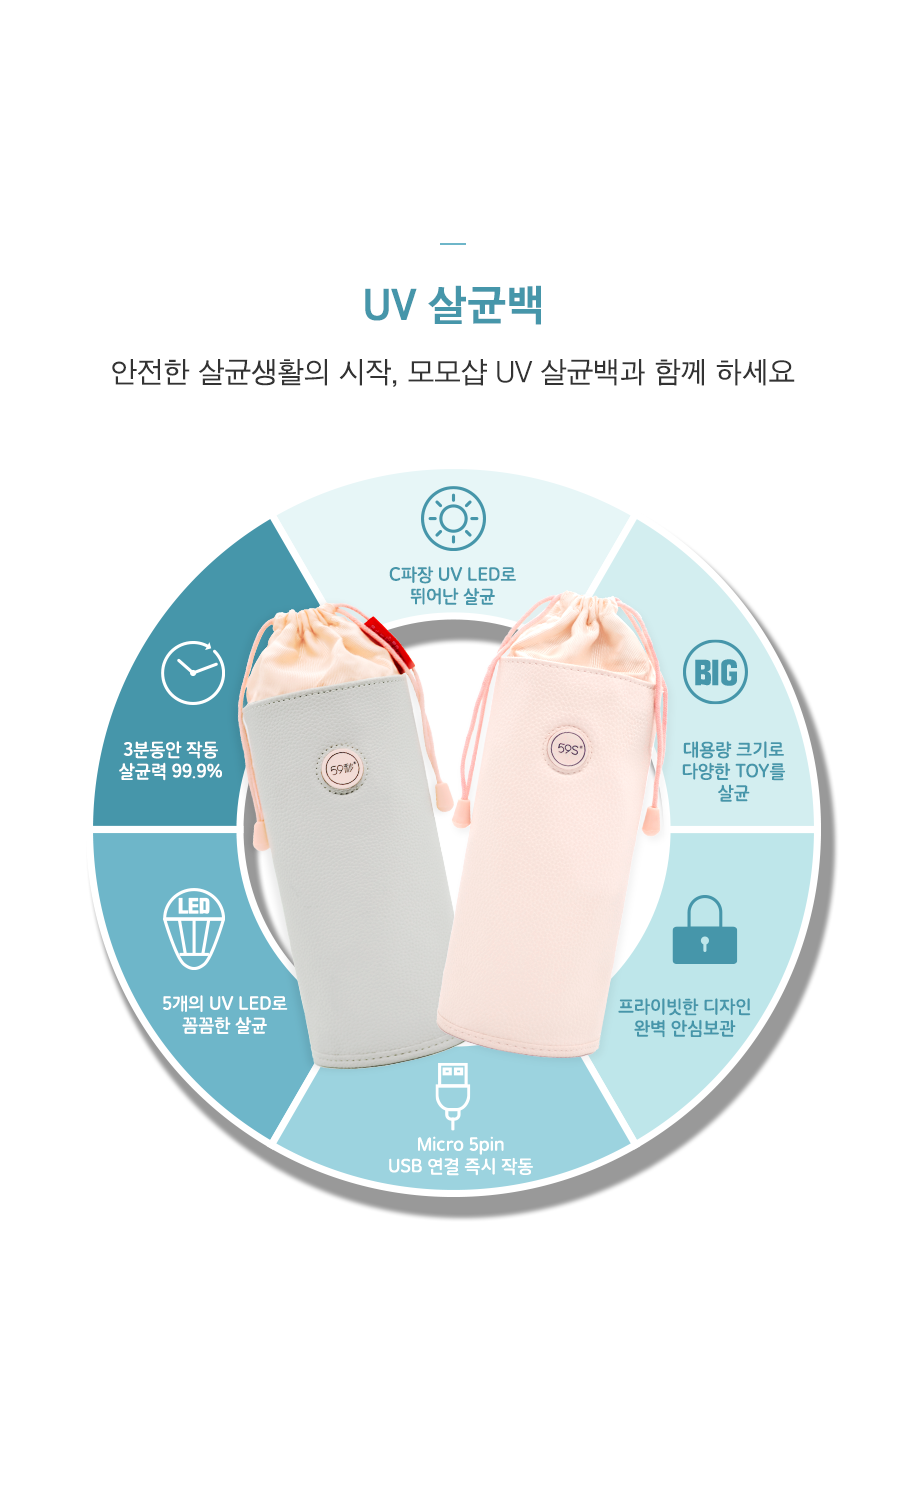 UV 살균백
안전한 살균생활의 시작, 모모샵 UV 살균백과 함께 하세요
C파장 UV LED로
뛰어난 살균
BIG
대용량 크기로
다양한 TOY를
살균
프라이빗한 디자인
완벽 안심보관
Micro 5pin
USB 연결 즉시 작동
LED
5개의 UV LED로
꼼꼼한 살균
3분동안 작동
살균력 99.9%
59秒
59S